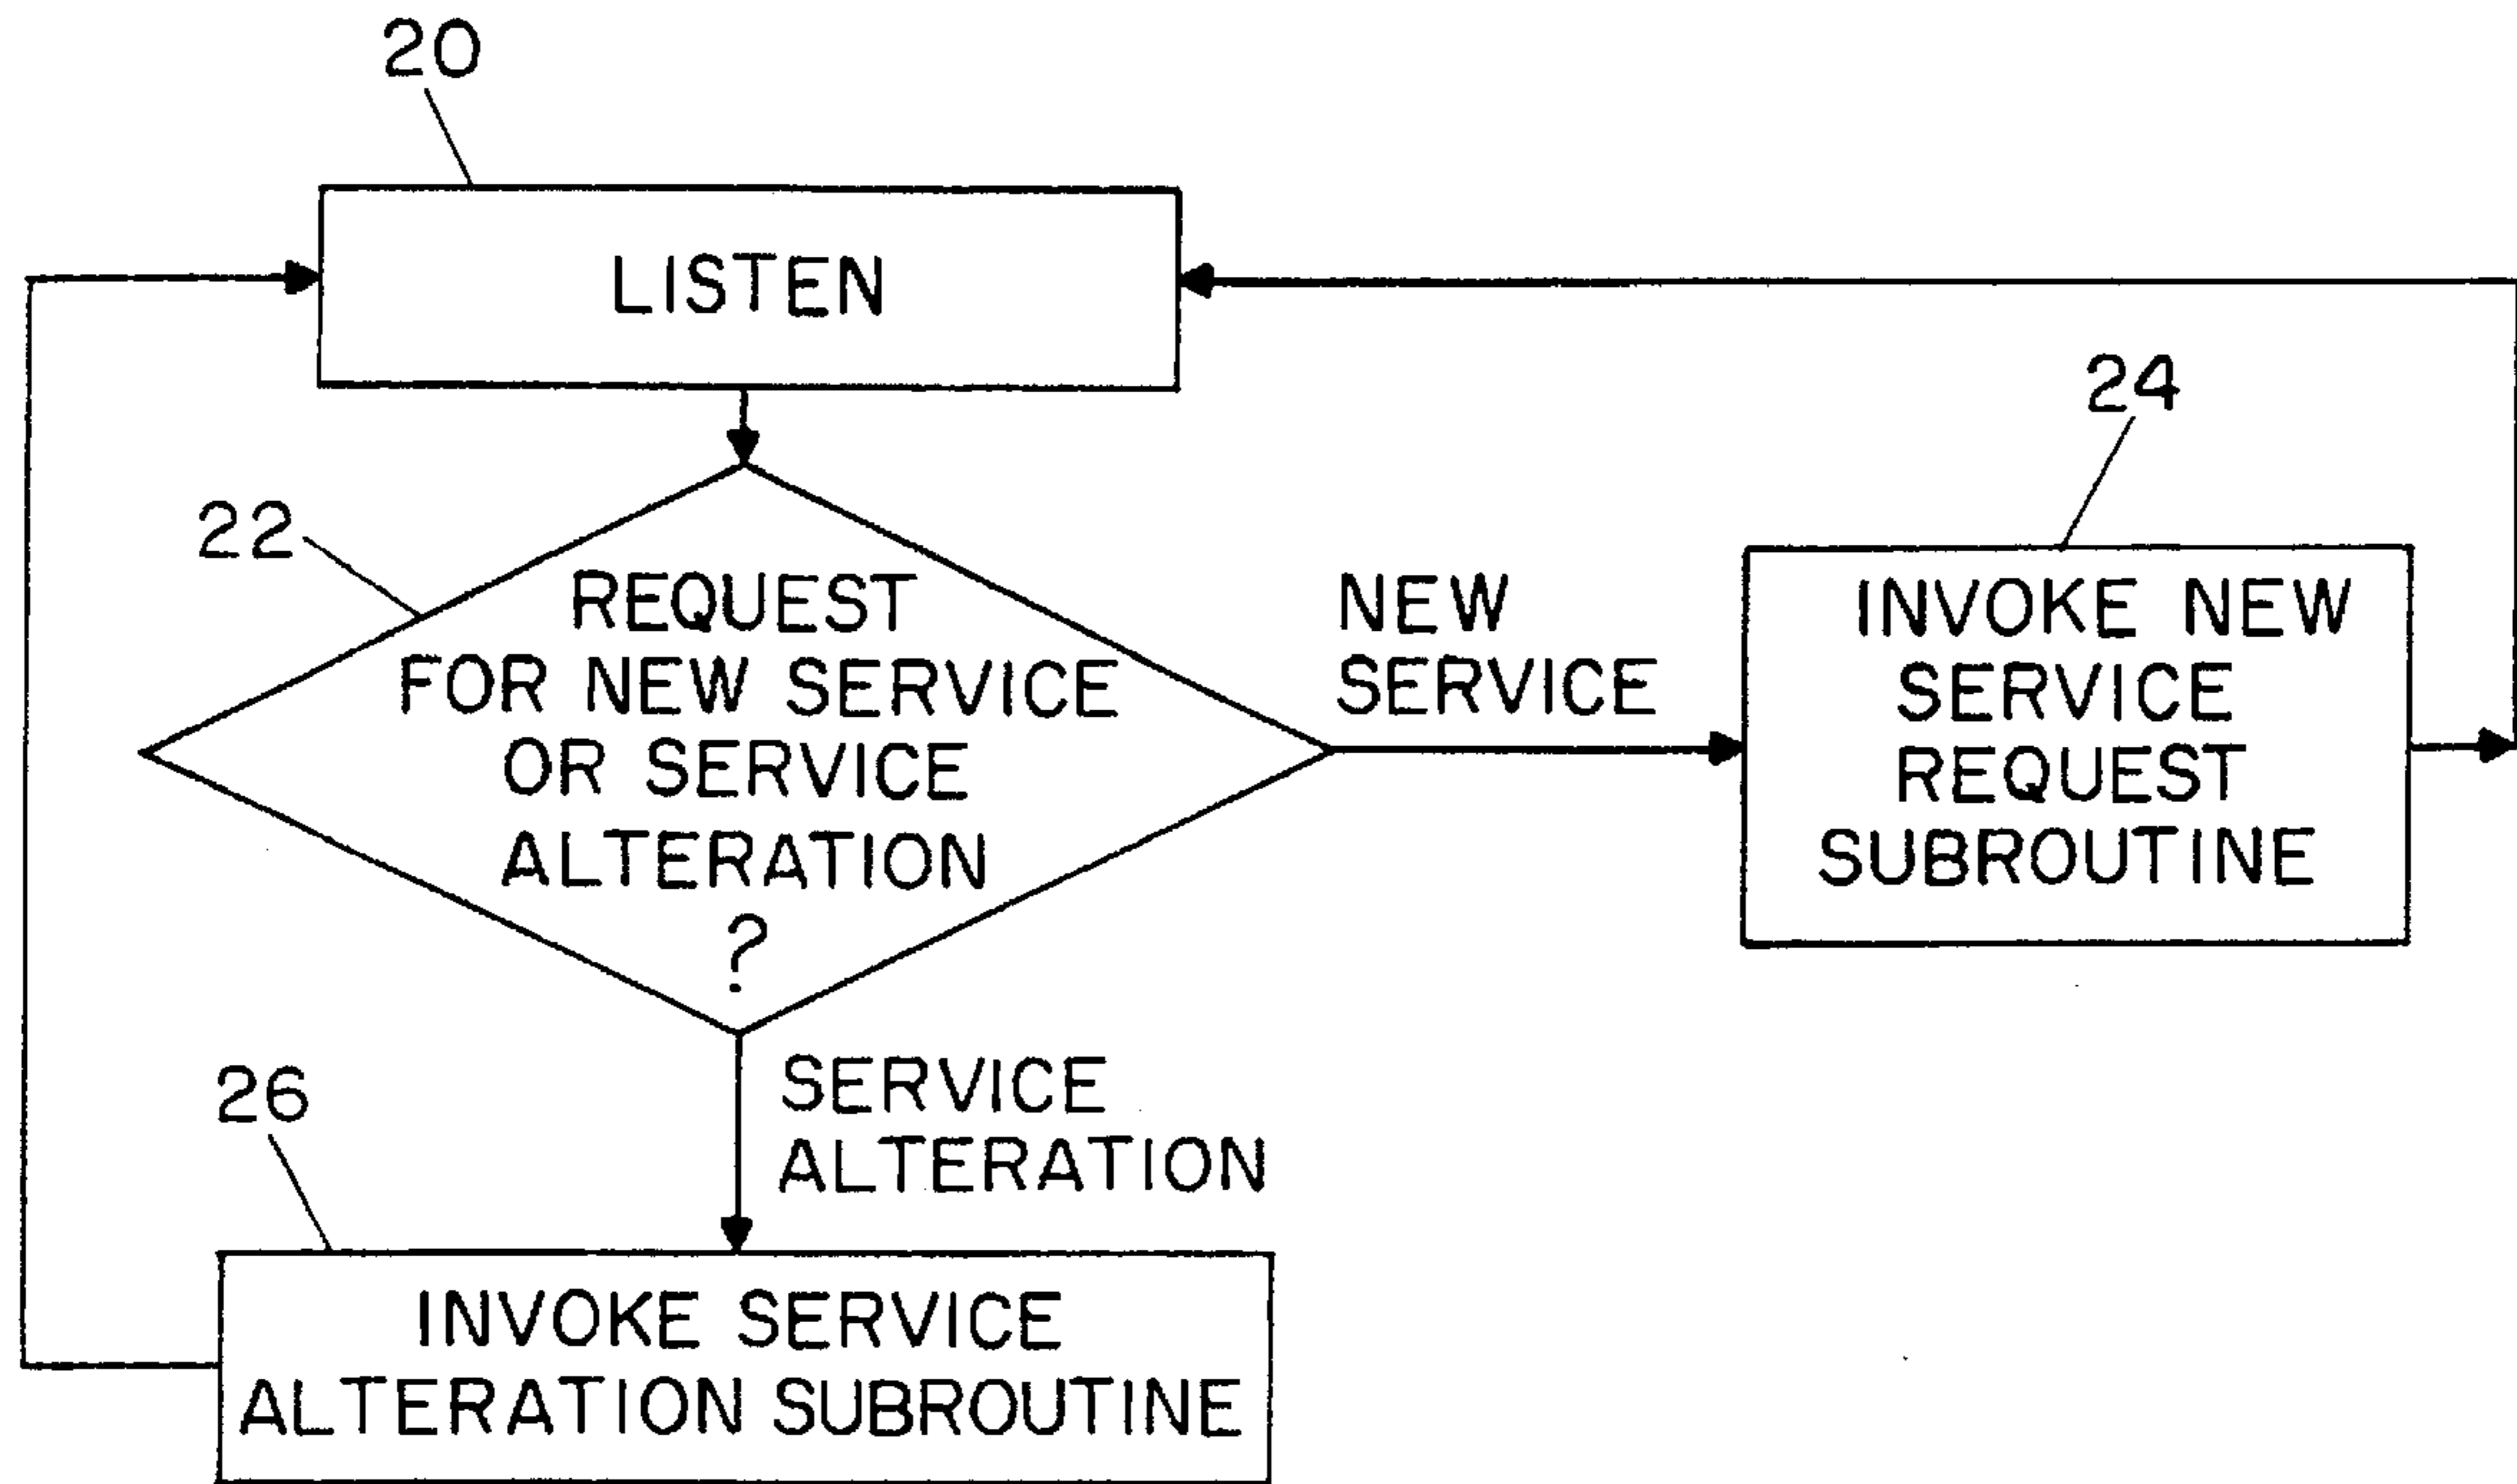 20
LISTEN
24
22
REQUEST
FOR NEW SERVICE
OR SERVICE
ALTERATION
?
NEW
SERVICE
INVOKE NEW
SERVICE
REQUEST
SUBROUTINE
SERVICE
ALTERATION
26
INVOKE SERVICE
ALTERATION SUBROUTINE